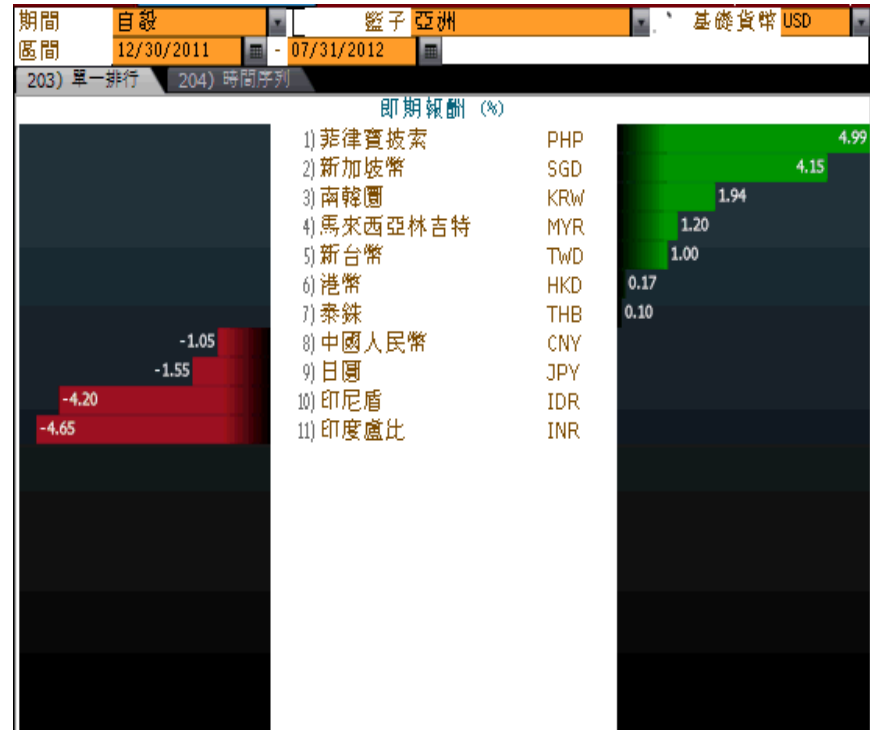 期間 自設 籃子 亞洲 基礎貨幣 USD
區間 12/30/2011 - 07/31/2012
203) 單一排行 204) 時間序列
即期報酬 (%)
1) 菲律賓披索 PHP 4.99
2) 新加坡幣 SGD 4.15
3) 南韓圜 KRW 1.94
4) 馬來西亞林吉特 MYR 1.20
5) 新台幣 TWD 1.00
6) 港幣 HKD 0.17
7) 泰銖 THB 0.10
-1.05 8) 中國人民幣 CNY
-1.55 9) 日圓 JPY
-4.20 10) 印尼盾 IDR
-4.65 11) 印度盧比 INR